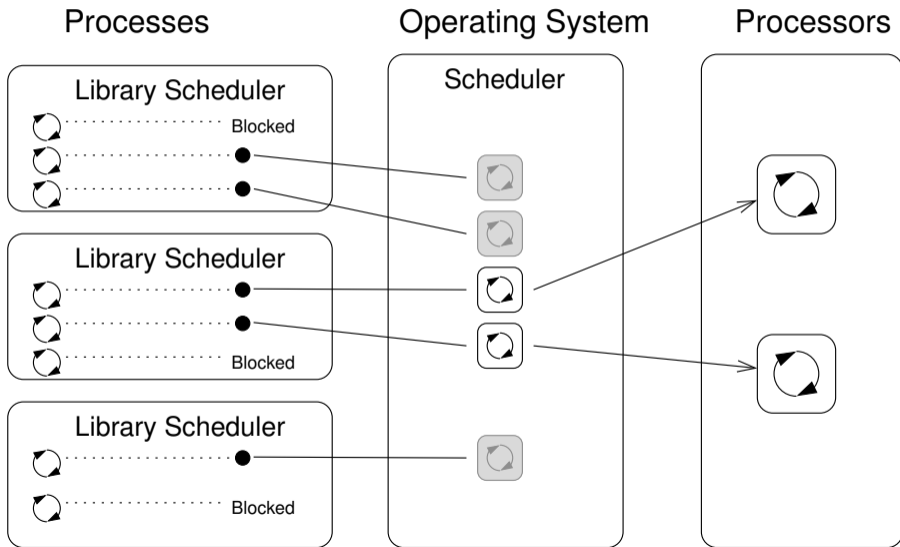 Processes
Operating System
Processors
Library Scheduler
Blocked
Scheduler
Library Scheduler
Blocked
Library Scheduler
Blocked